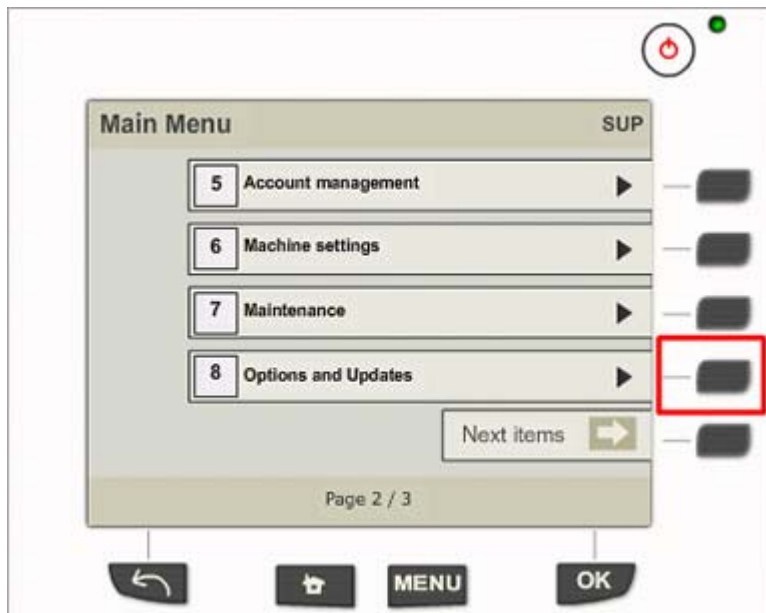 Main Menu SUP
5 Account management
6 Machine settings
7 Maintenance
8 Options and Updates
Next items
Page 2 / 3
MENU OK